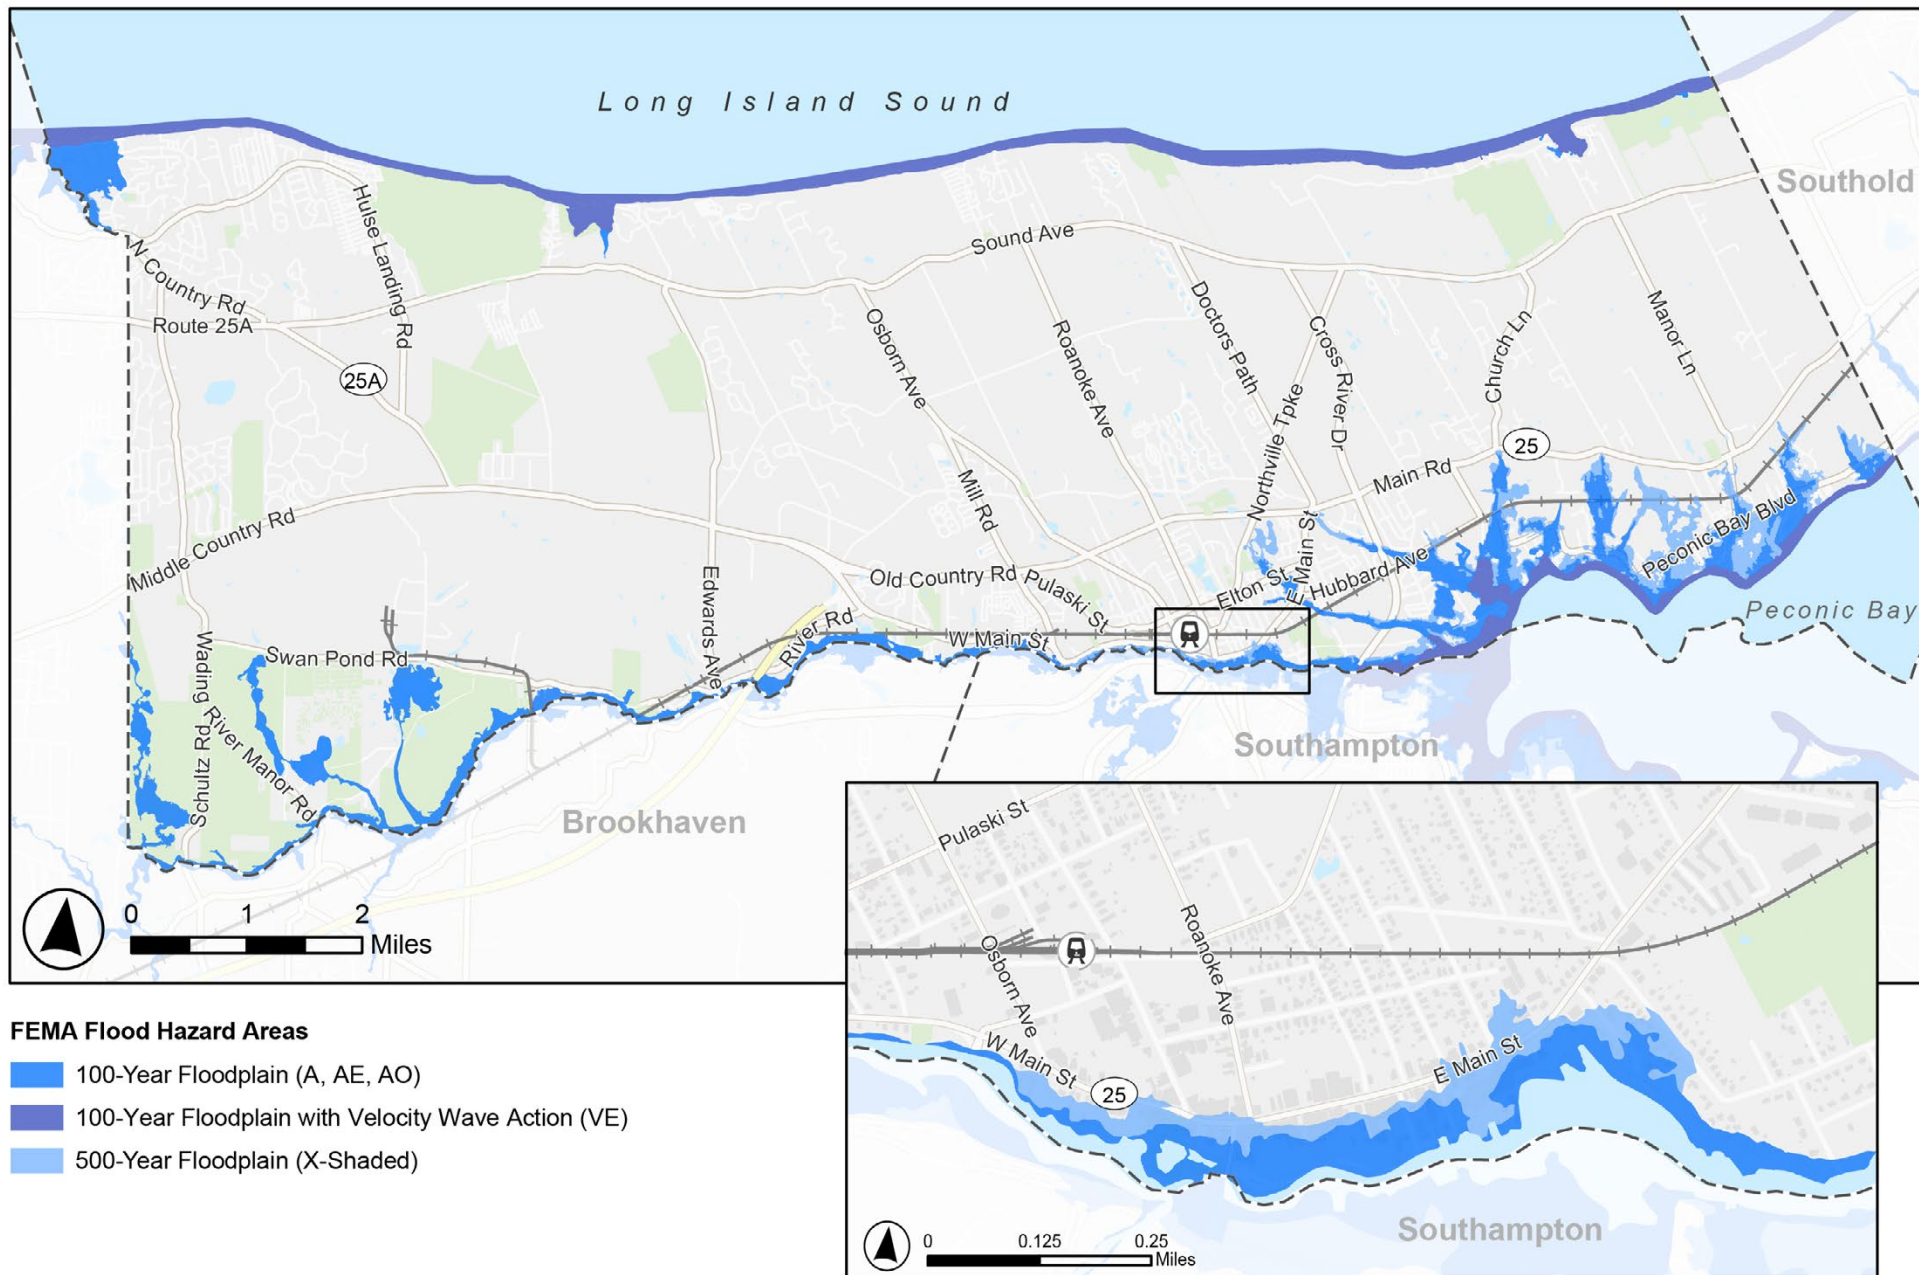 Long Island Sound
Southold
Hulse Landing Rd
N Country Rd
Route 25A
25A
Sound Ave
Osborn Ave
Roanoke Ave
Doctors Path
Northville Tpke
Cross River Dr
Church Ln
Manor Ln
25
Main Rd
Mill Rd
Middle Country Rd
Old Country Rd
Pulaski St
Elton St
E Main St
Hubbard Ave
Peconic Bay Blvd
Peconic Bay
Edwards Ave
River Rd
W Main St
Swan Pond Rd
Wading River Manor Rd
Schultz Rd
Southampton
Brookhaven
0 1 2
Miles
Pulaski St
Osborn Ave
Roanoke Ave
W Main St
25
E Main St
Southampton
0 0.125 0.25
Miles
FEMA Flood Hazard Areas
100-Year Floodplain (A, AE, AO)
100-Year Floodplain with Velocity Wave Action (VE)
500-Year Floodplain (X-Shaded)